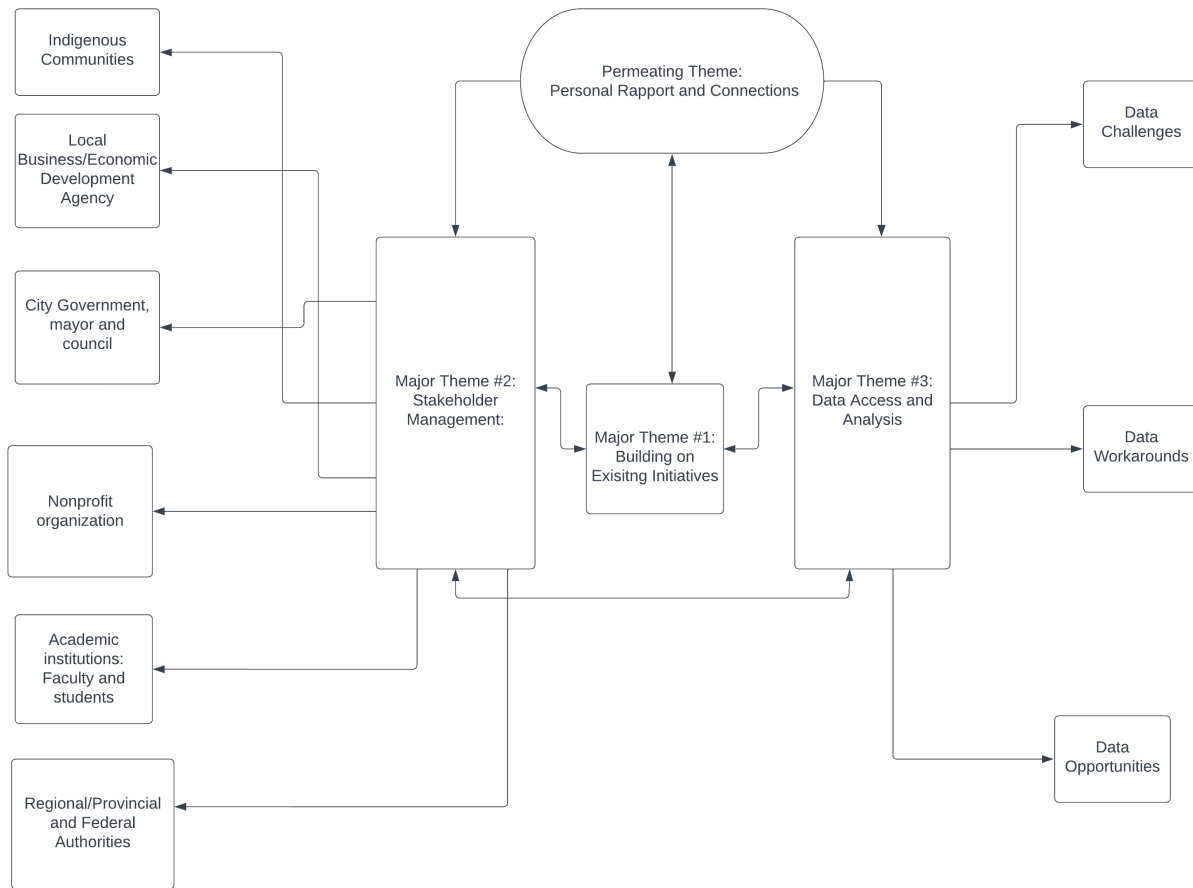 Indigenous
Communities
Permeating Theme:
Personal Rapport and Connections
Data
Challenges
Local
Business/Economic
Development
Agency
City Government,
mayor and
council
Major Theme #2:
Stakeholder
Management:
Major Theme #3:
Data Access and
Analysis
Major Theme #1:
Building on
Exisitng Initiatives
Data
Workarounds
Nonprofit
organization
Academic
institutions:
Faculty and
students
Data
Opportunities
Regional/Provincial
and Federal
Authorities